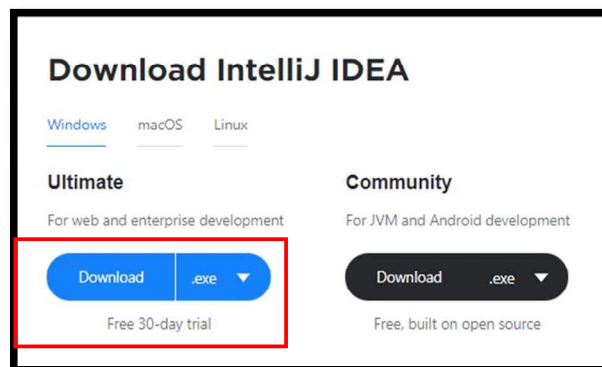 Download IntelliJ IDEA
Windows macOS Linux
Ultimate
For web and enterprise development
Download .exe
Free 30-day trial
Community
For JVM and Android development
Download .exe
Free, built on open source